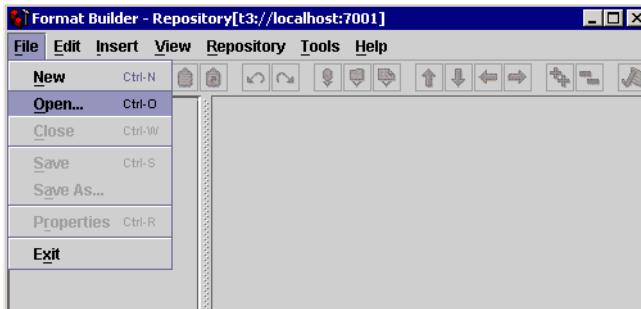 Format Builder - Repository[t3://localhost:7001]
File Edit Insert View Repository Tools Help
New Ctrl-N
Open... Ctrl-O
Close Ctrl-W
Save Ctrl-S
Save As...
Properties Ctrl-R
Exit